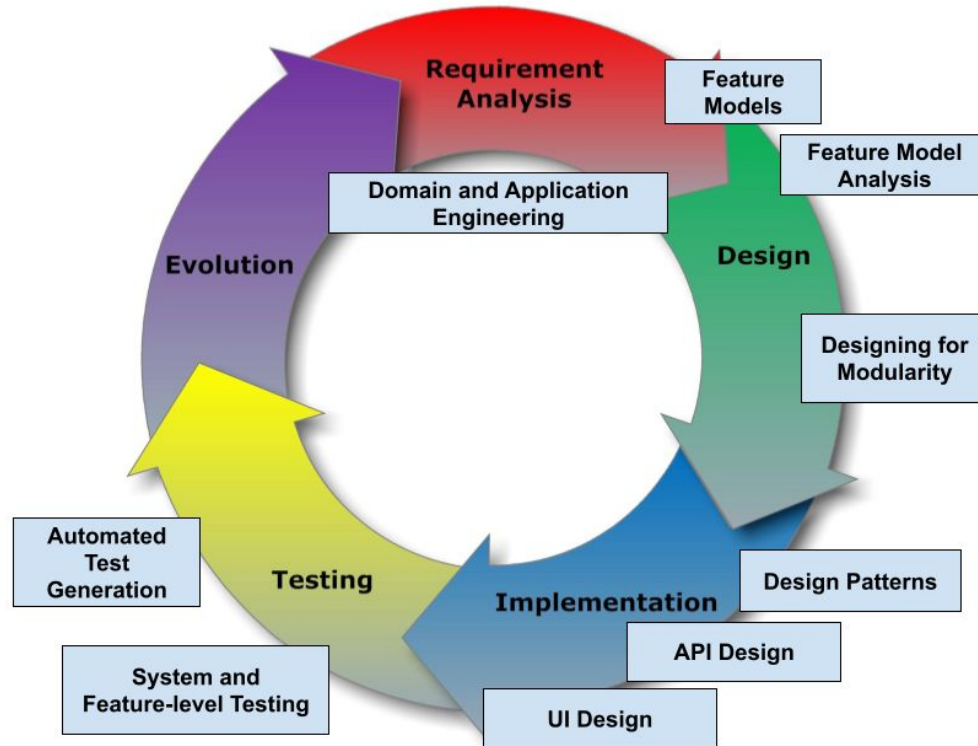 Requirement
Analysis
Feature
Models
Feature Model
Analysis
Domain and Application
Engineering
Design
Evolution
Designing for
Modularity
Automated
Test
Generation
Testing
Implementation
Design Patterns
API Design
System and
Feature-level Testing
UI Design